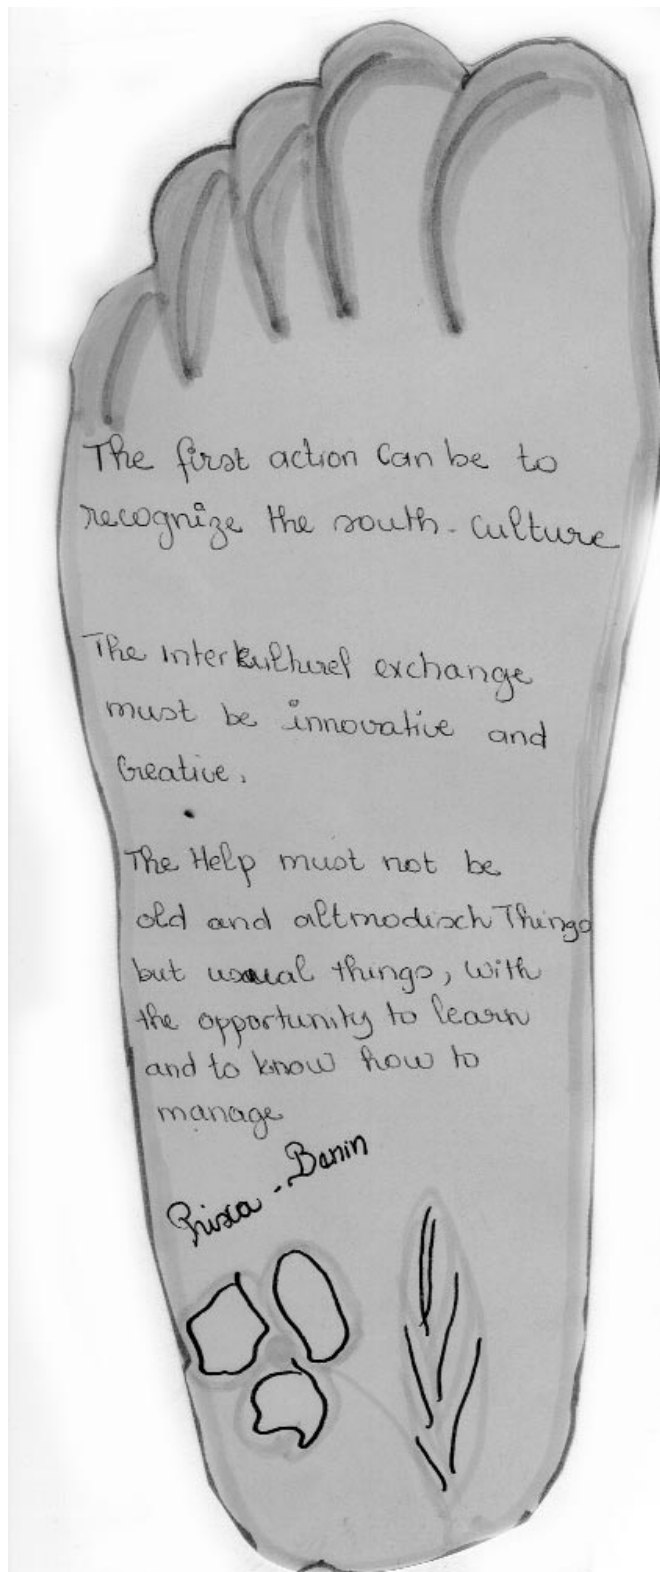 The first action can be to
recognize the south-culture
The Interkulturel exchange
must be innovative and
Creative.
The Help must not be
old and altmodisch Things
but usual things, with
the opportunity to learn
and to know how to
manage
Prisca - Benin